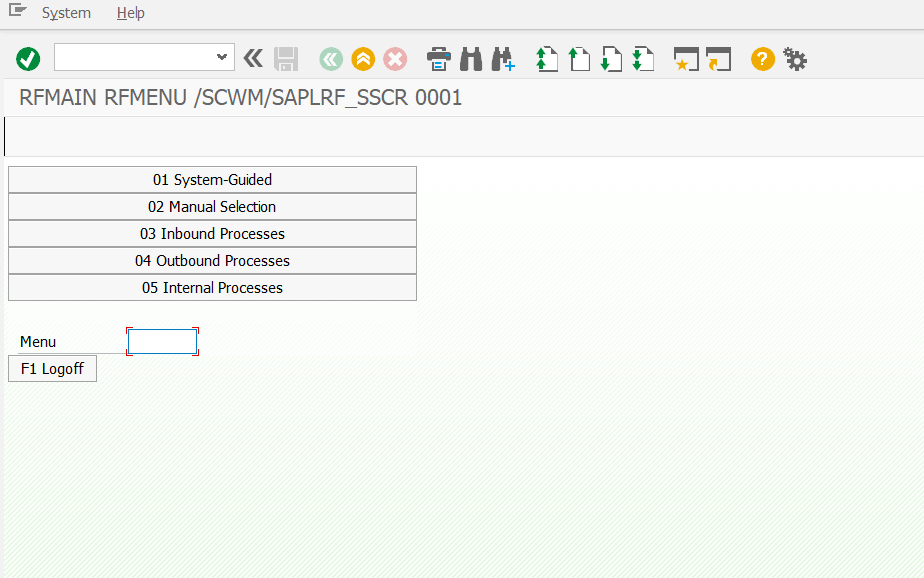 System Help
RFMAIN RFMENU /SCWM/SAPLRF_SSCR 0001
01 System-Guided
02 Manual Selection
03 Inbound Processes
04 Outbound Processes
05 Internal Processes
Menu
F1 Logoff